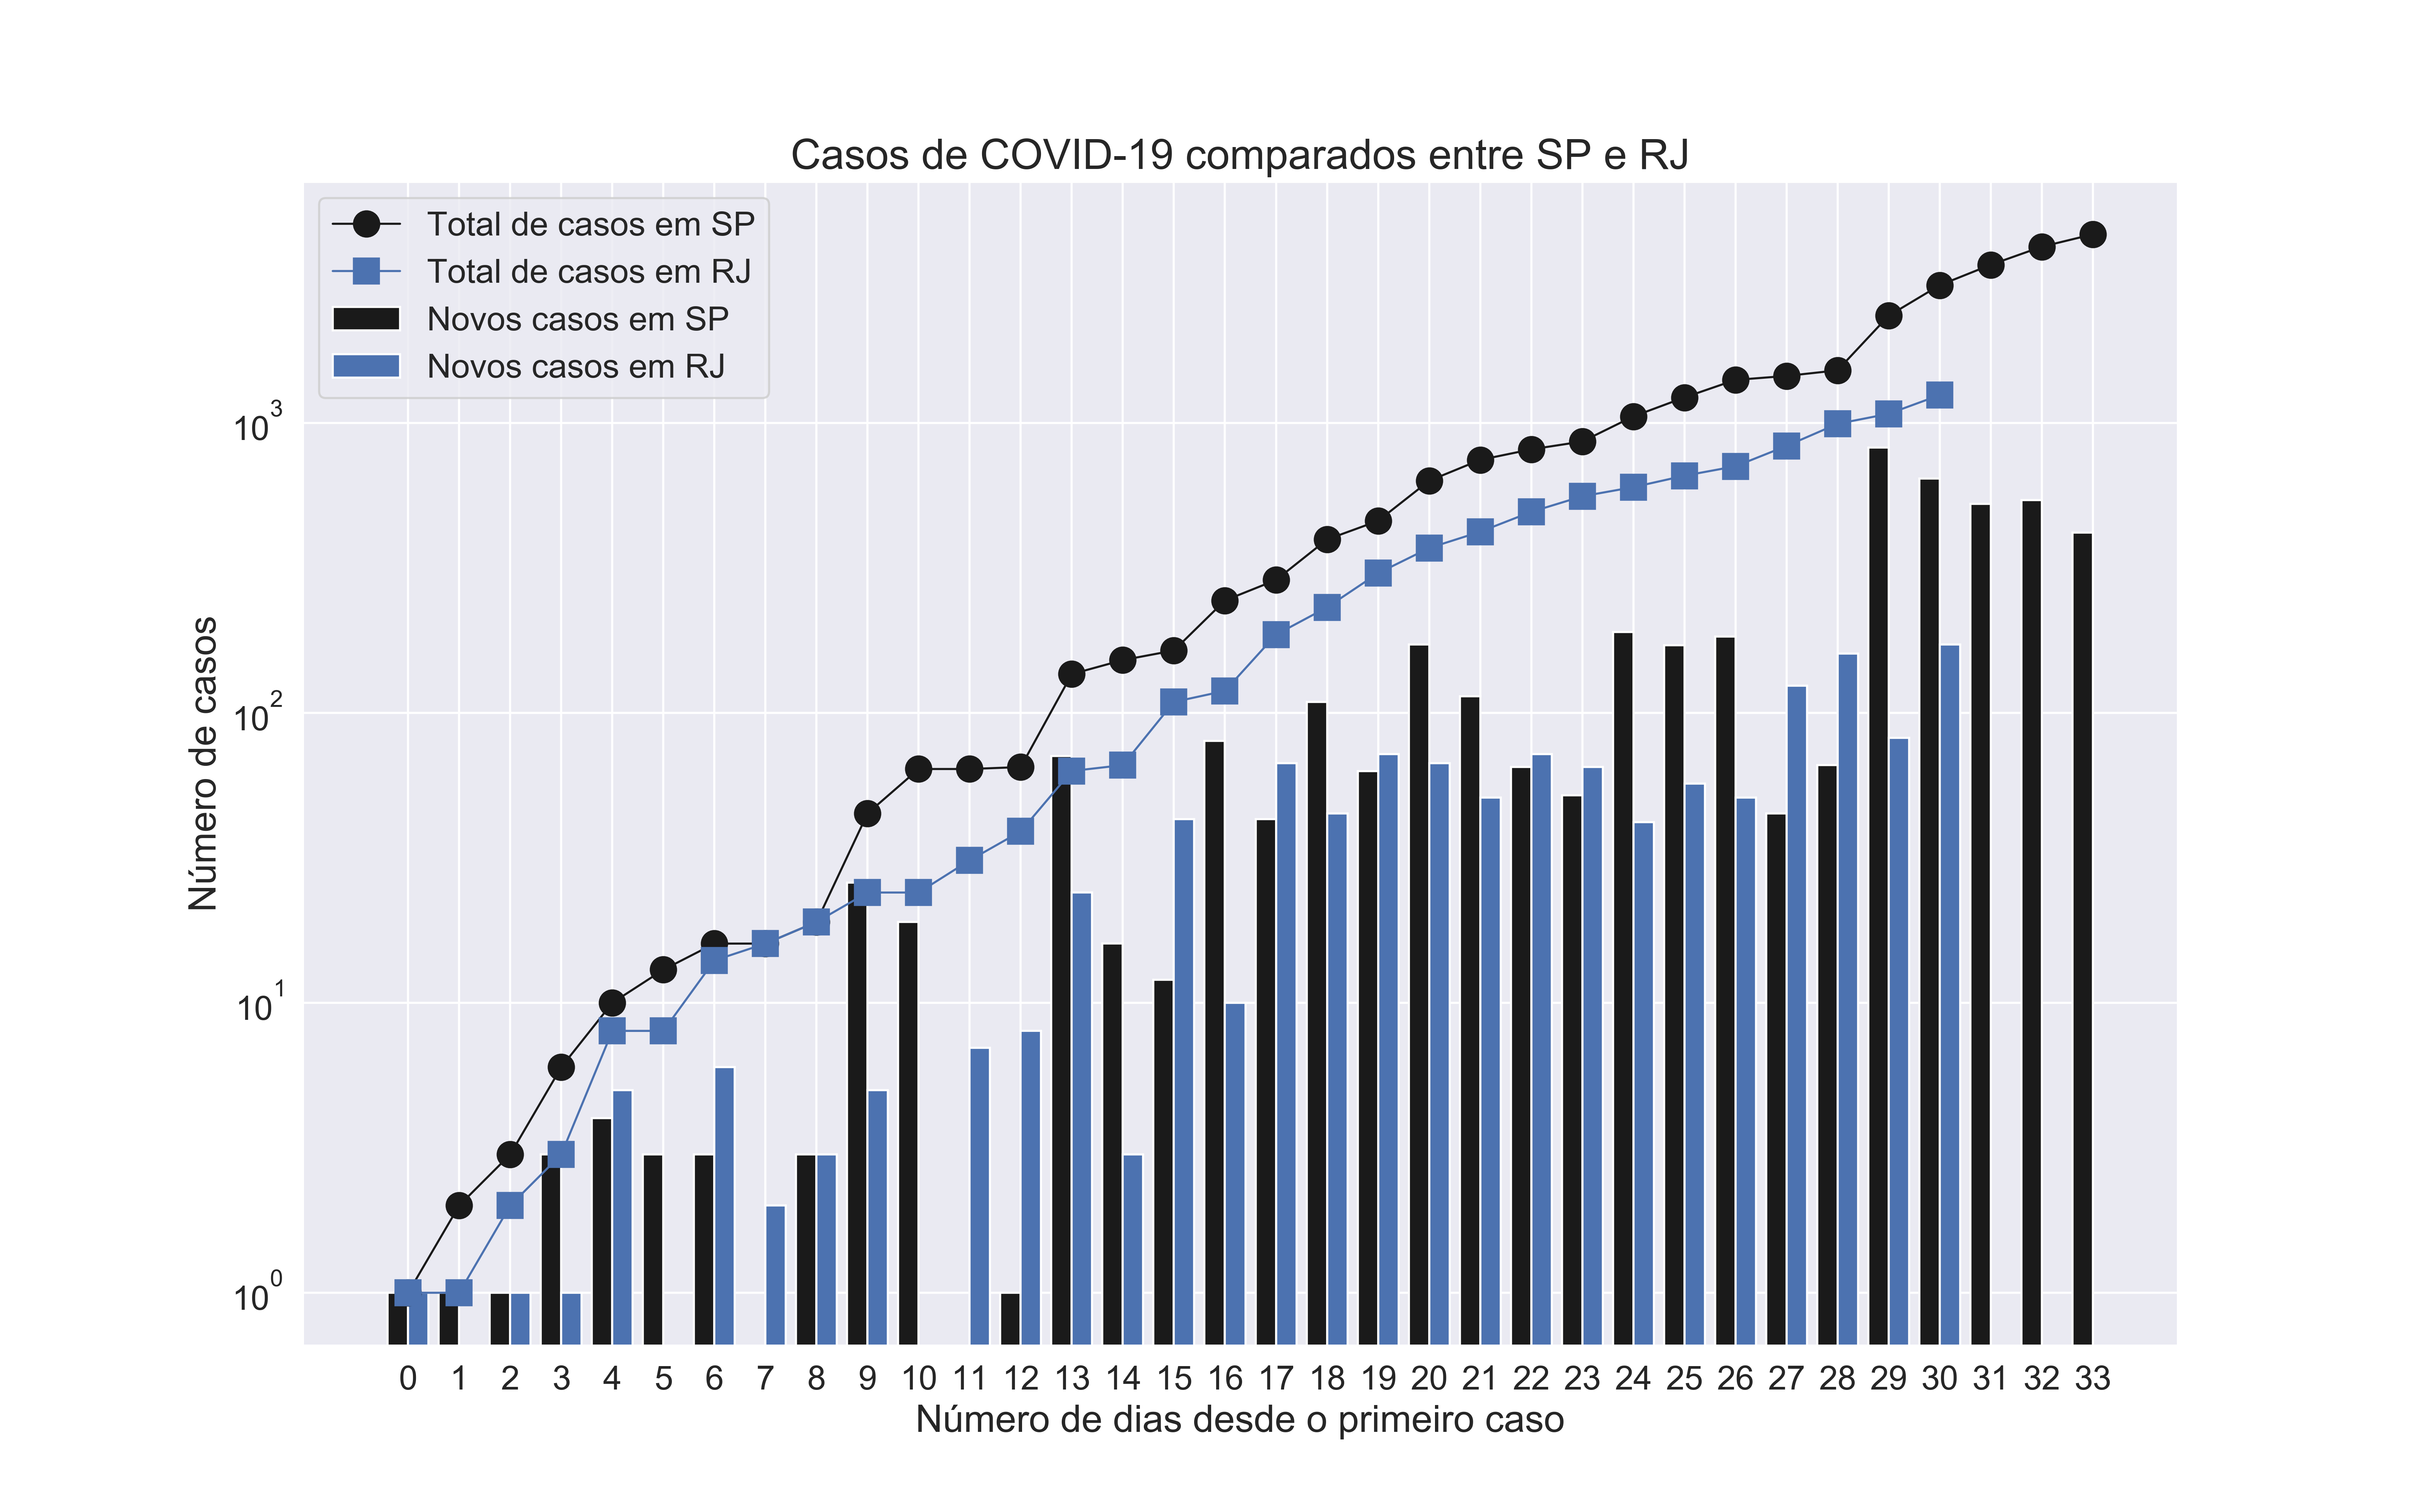 Casos de COVID-19 comparados entre SP e RJ
Total de casos em SP
Total de casos em RJ
Novos casos em SP
Novos casos em RJ
10^3
10^2
10^1
10^0
Número de casos
0 1 2 3 4 5 6 7 8 9 10 11 12 13 14 15 16 17 18 19 20 21 22 23 24 25 26 27 28 29 30 31 32 33
Número de dias desde o primeiro caso